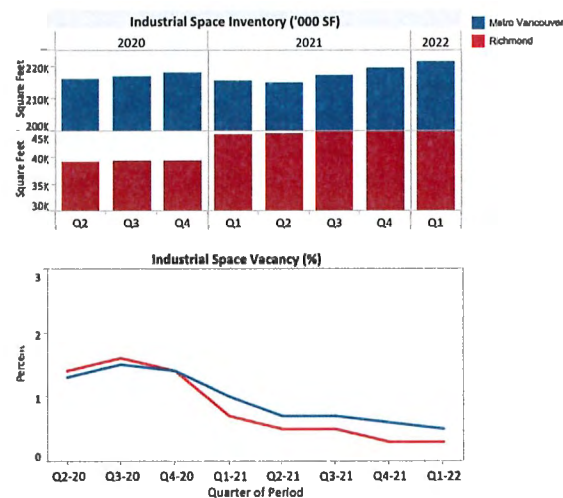 Industrial Space Inventory ('000 SF)
Metro Vancouver
Richmond
2020 2021 2022
Square Feet
220K
210K
200K
Square Feet
45K
40K
35K
30K
Q2 Q3 Q4 Q1 Q2 Q3 Q4 Q1
Industrial Space Vacancy (%)
Percent
3
2
1
0
Q2-20 Q3-20 Q4-20 Q1-21 Q2-21 Q3-21 Q4-21 Q1-22
Quarter of Period